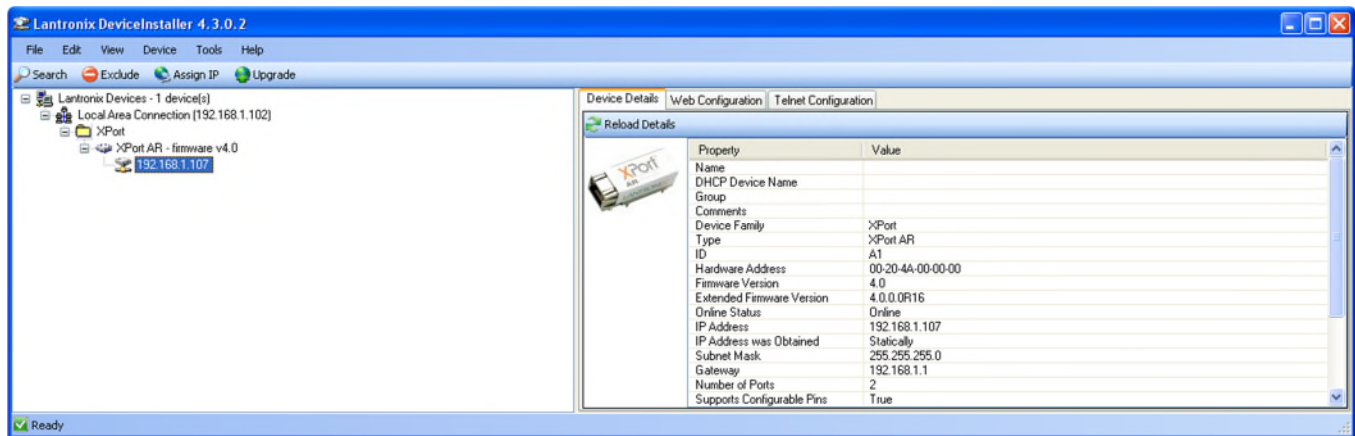 Lantronix DeviceInstaller 4.3.0.2
File Edit View Device Tools Help
Search Exclude Assign IP Upgrade
Lantronix Devices - 1 device(s)
Local Area Connection (192.168.1.102)
XPort
XPort AR - firmware v4.0
192.168.1.107
Device Details Web Configuration Telnet Configuration
Reload Details
XPort
AR
Property Value
Name
DHCP Device Name
Group
Comments
Device Family XPort
Type XPort AR
ID A1
Hardware Address 00-20-4A-00-00-00
Firmware Version 4.0
Extended Firmware Version 4.0.0.0R16
Online Status Online
IP Address 192.168.1.107
IP Address was Obtained Statically
Subnet Mask 255.255.255.0
Gateway 192.168.1.1
Number of Ports 2
Supports Configurable Pins True
Ready